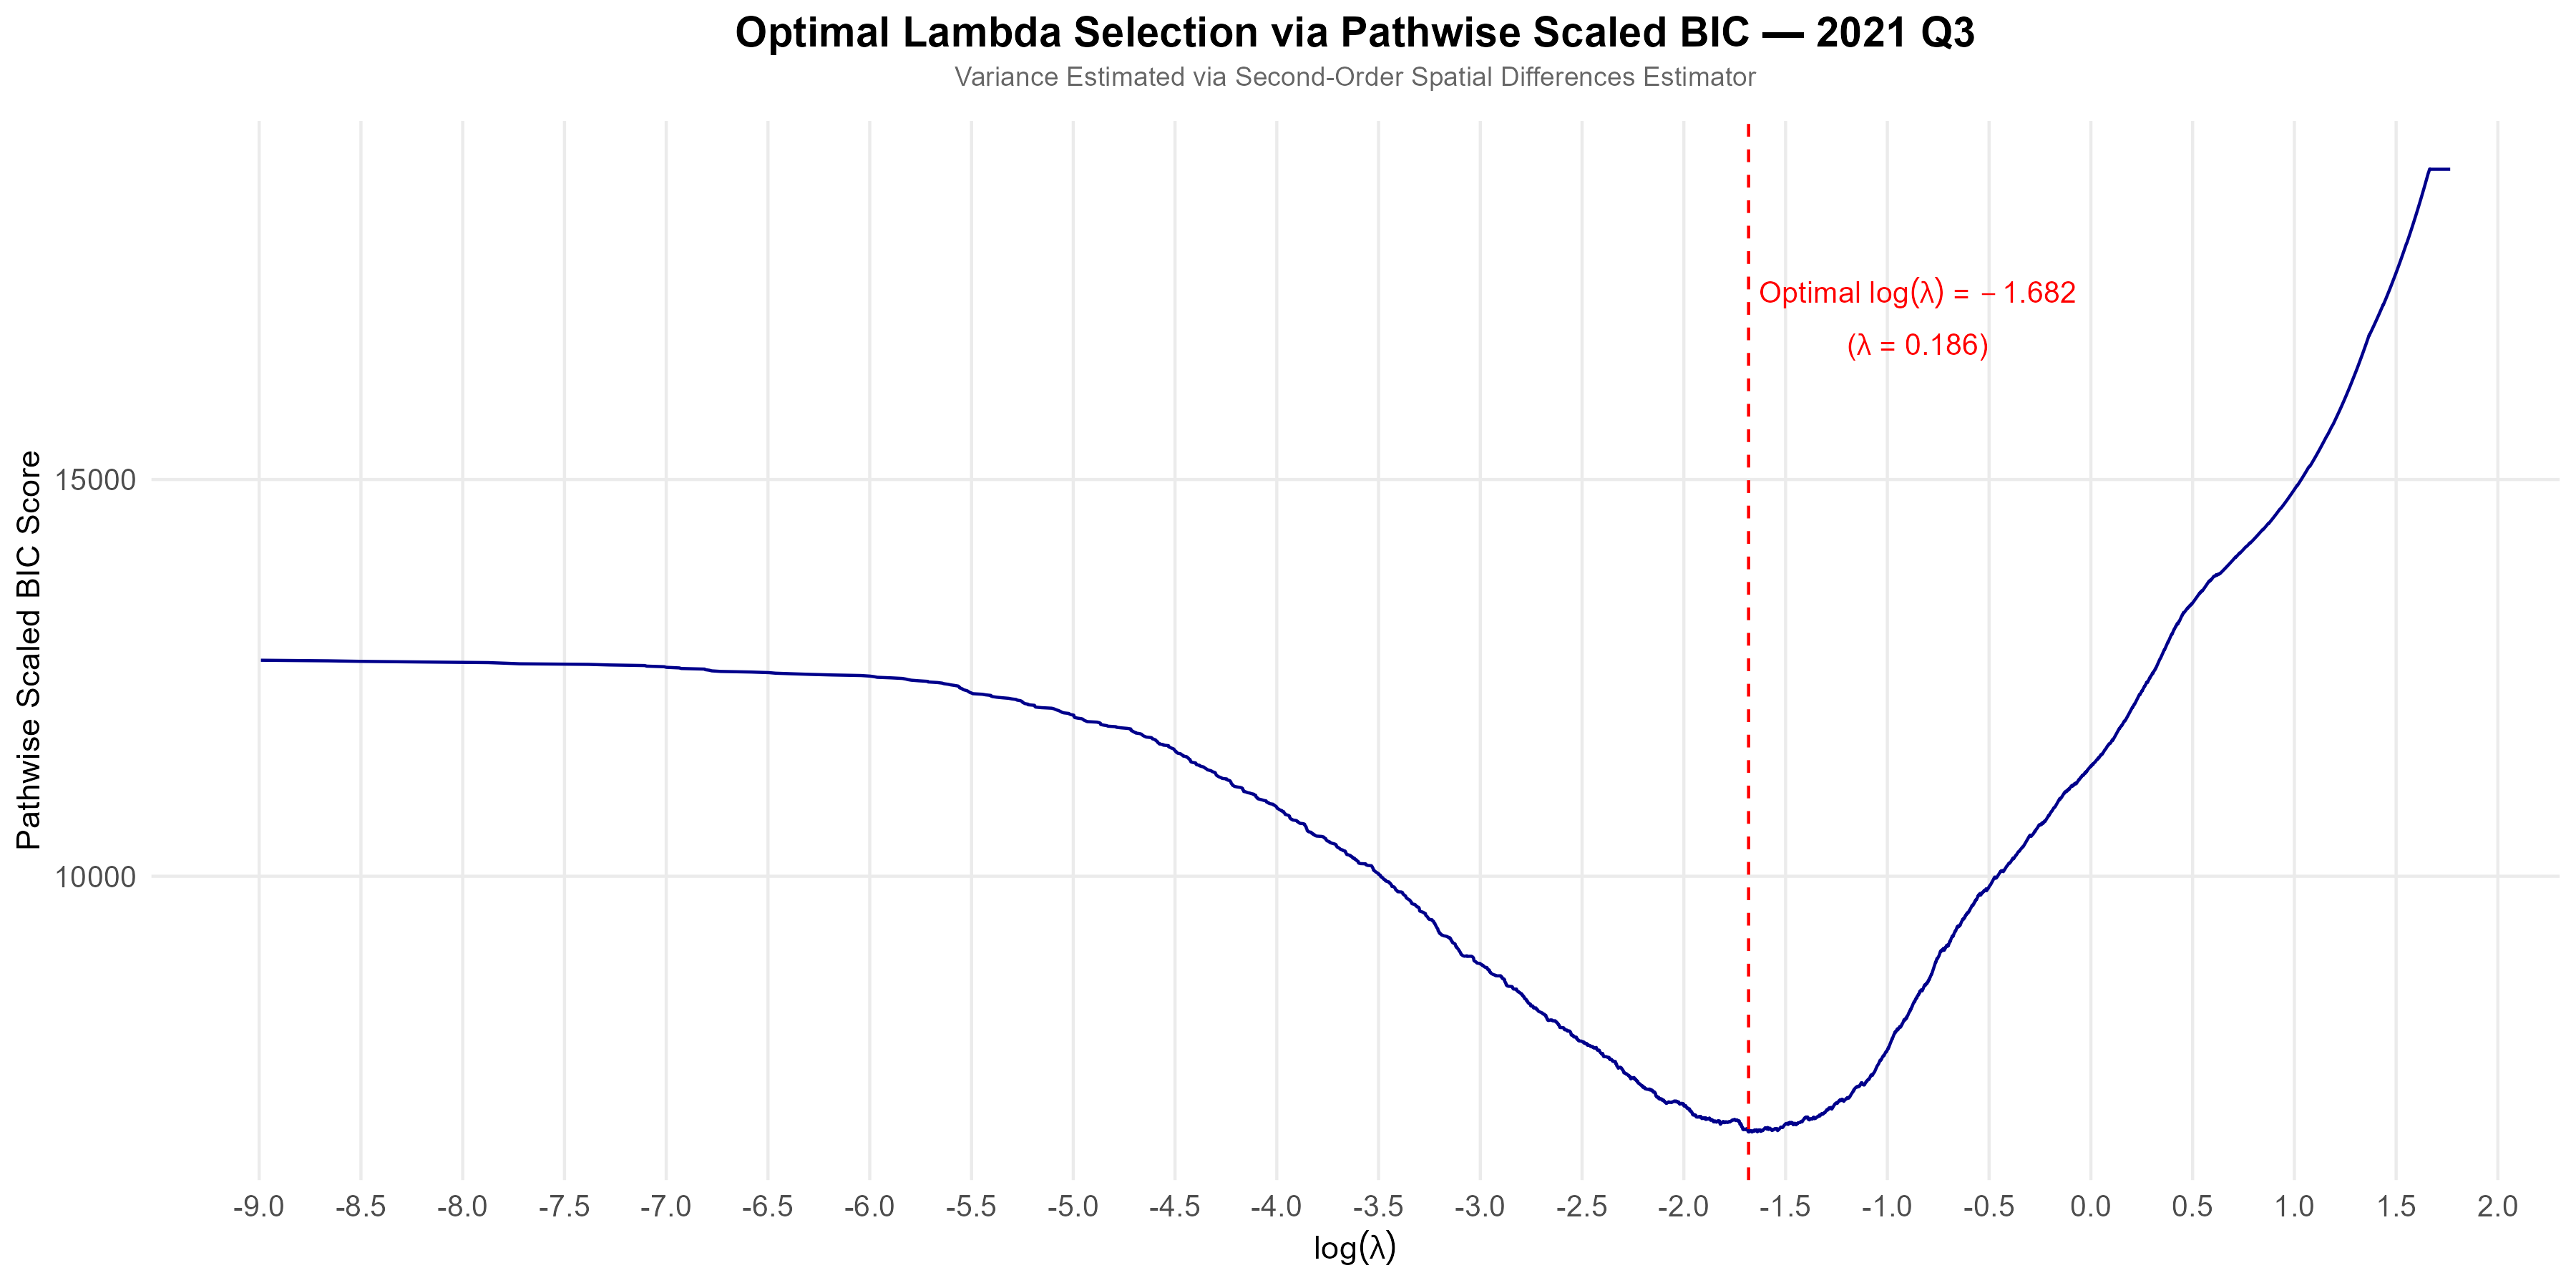 Optimal Lambda Selection via Pathwise Scaled BIC — 2021 Q3
Variance Estimated via Second-Order Spatial Differences Estimator
Optimal log(λ) = − 1.682
(λ = 0.186)
Pathwise Scaled BIC Score
15000
10000
-9.0 -8.5 -8.0 -7.5 -7.0 -6.5 -6.0 -5.5 -5.0 -4.5 -4.0 -3.5 -3.0 -2.5 -2.0 -1.5 -1.0 -0.5 0.0 0.5 1.0 1.5 2.0
log(λ)